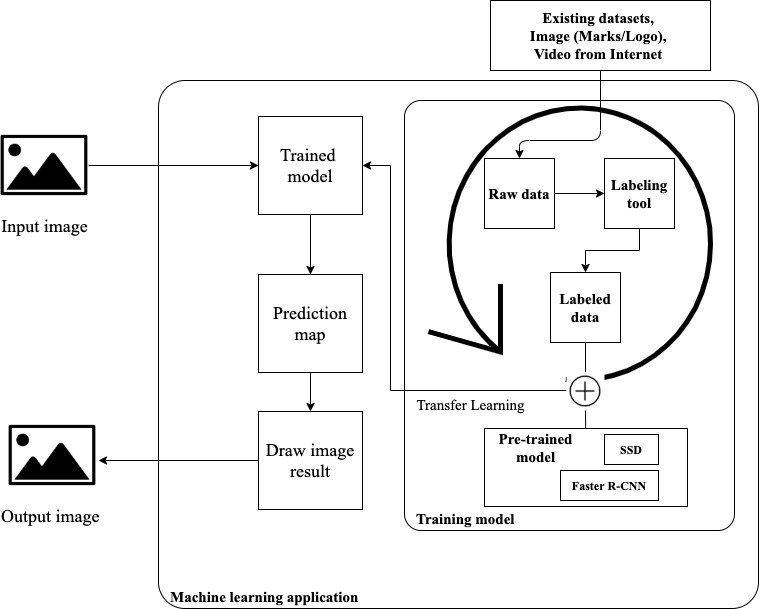 Existing datasets,
Image (Marks/Logo),
Video from Internet
Trained
model
Raw data
Labeling
tool
Input image
Labeled
data
Prediction
map
i
Transfer Learning
Pre-trained
model
SSD
Draw image
result
Faster R-CNN
Output image
Training model
Machine learning application